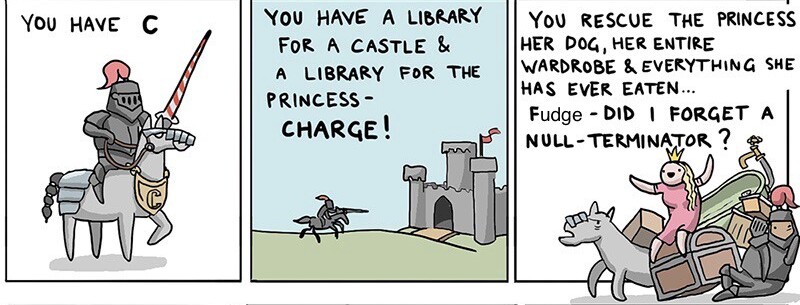 YOU HAVE C
C
YOU HAVE A LIBRARY
FOR A CASTLE &
A LIBRARY FOR THE
PRINCESS-
CHARGE!
YOU RESCUE THE PRINCESS
HER DOG, HER ENTIRE
WARDROBE & EVERYTHING SHE
HAS EVER EATEN...
Fudge - DID I FORGET A
NULL-TERMINATOR?